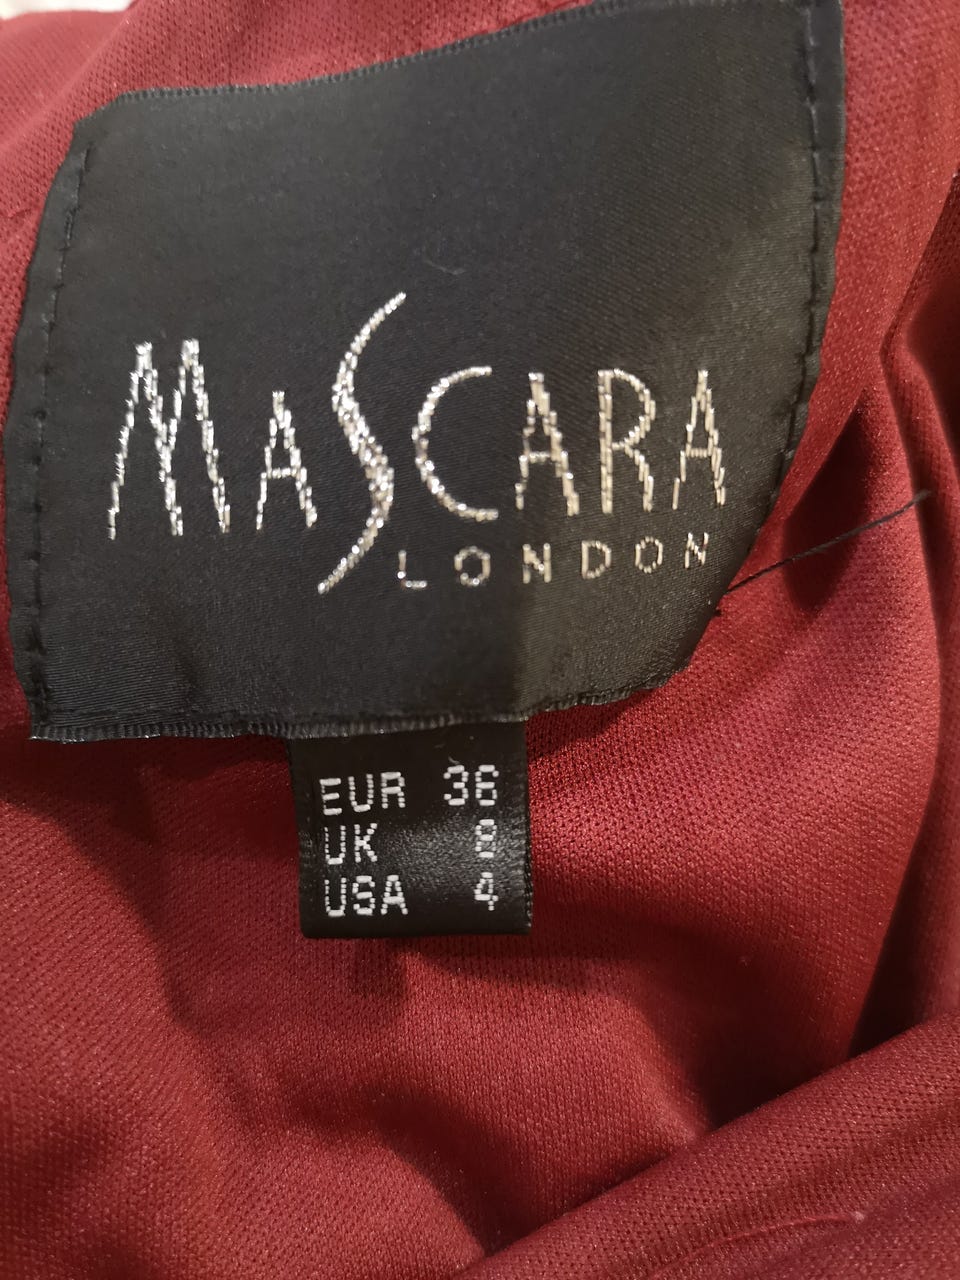 MASCARA
LONDON
EUR 36
UK 8
USA 4